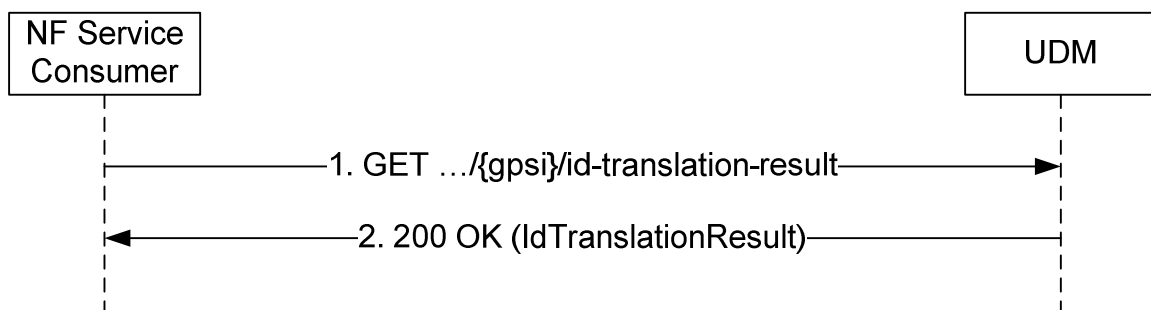 NF Service
Consumer
UDM
1. GET …/{gpsi}/id-translation-result
2. 200 OK (IdTranslationResult)